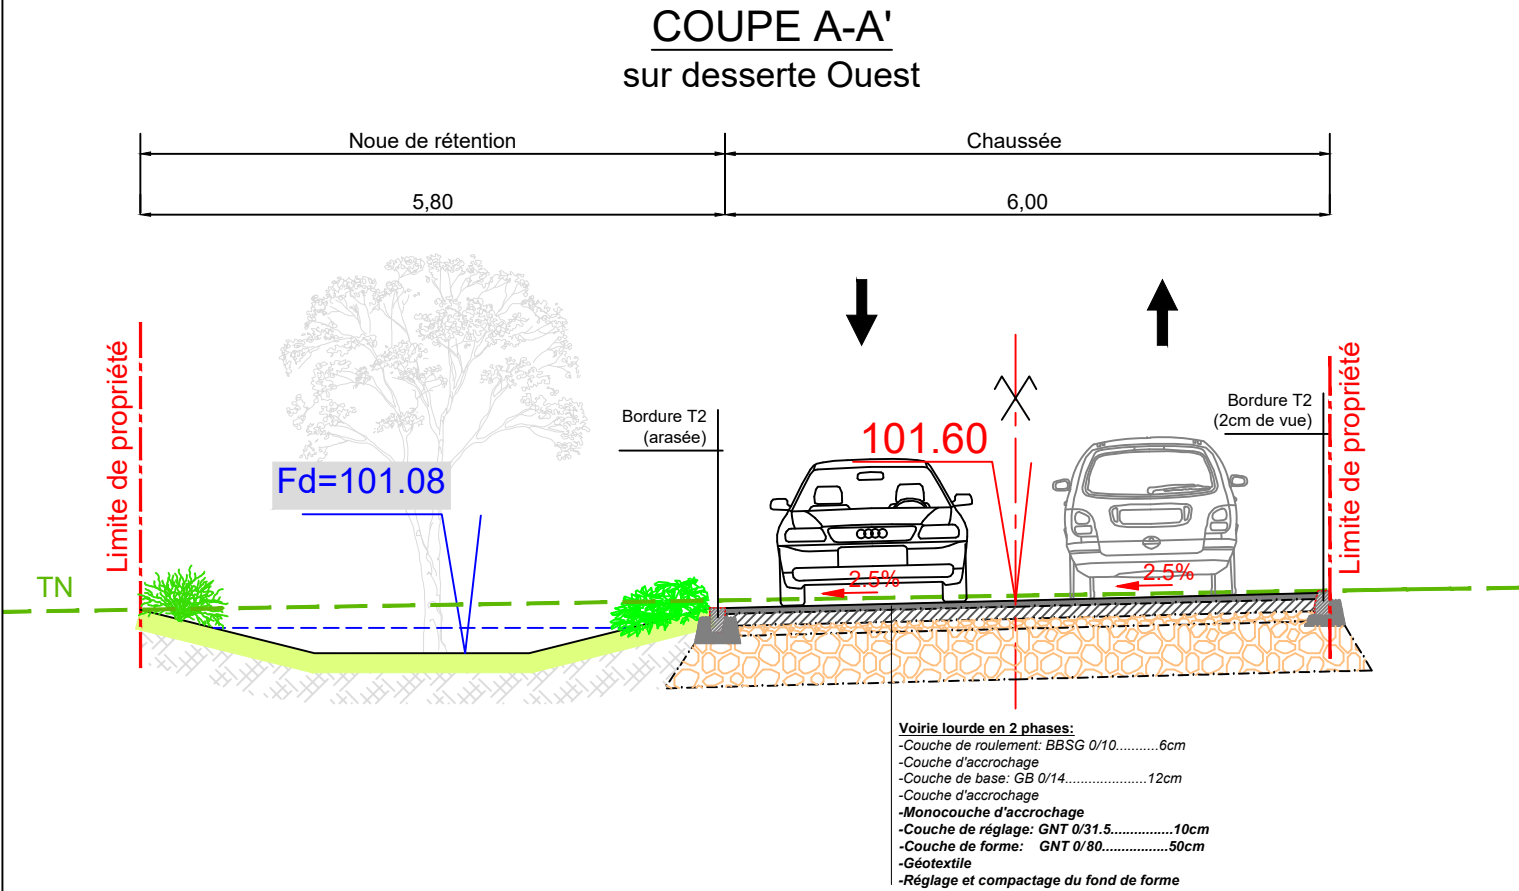 COUPE A-A'
sur desserte Ouest
Noue de rétention
Chaussée
5,80
6,00
Limite de propriété
Bordure T2
(arasée)
101.60
Bordure T2
(2cm de vue)
Limite de propriété
Fd=101.08
TN
2.5%
2.5%
Voirie lourde en 2 phases:
-Couche de roulement: BBSG 0/10..........6cm
-Couche d'accrochage
-Couche de base: GB 0/14....................12cm
-Couche d'accrochage
-Monocouche d'accrochage
-Couche de réglage: GNT 0/31.5...............10cm
-Couche de forme: GNT 0/80................50cm
-Géotextile
-Réglage et compactage du fond de forme